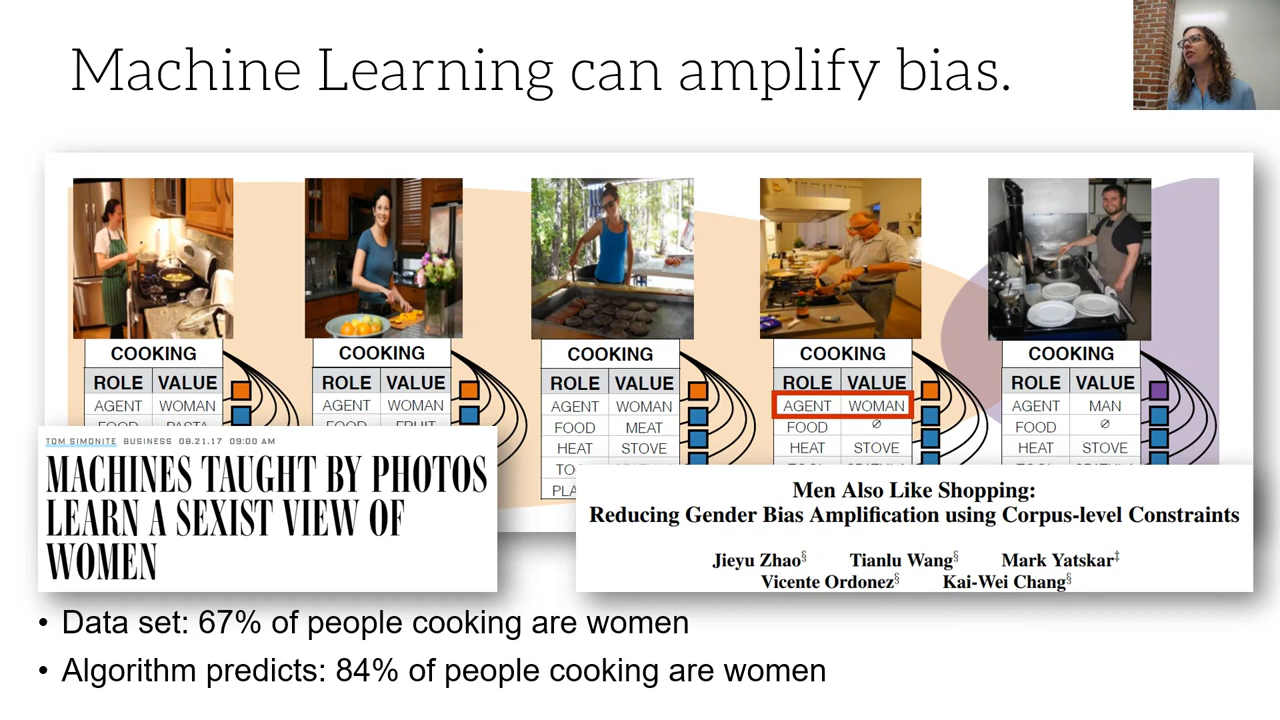 Machine Learning can amplify bias.
COOKING
ROLE VALUE
AGENT WOMAN
COOKING
ROLE VALUE
AGENT WOMAN
COOKING
ROLE VALUE
AGENT WOMAN
FOOD MEAT
HEAT STOVE
COOKING
ROLE VALUE
AGENT WOMAN
FOOD ∅
HEAT STOVE
COOKING
ROLE VALUE
AGENT MAN
FOOD ∅
HEAT STOVE
TOM SIMONITE BUSINESS 08.21.17 09:00 AM
MACHINES TAUGHT BY PHOTOS
LEARN A SEXIST VIEW OF
WOMEN
Men Also Like Shopping:
Reducing Gender Bias Amplification using Corpus-level Constraints
Jieyu Zhao§ Tianlu Wang§ Mark Yatskar‡
Vicente Ordonez§ Kai-Wei Chang§
• Data set: 67% of people cooking are women
• Algorithm predicts: 84% of people cooking are women